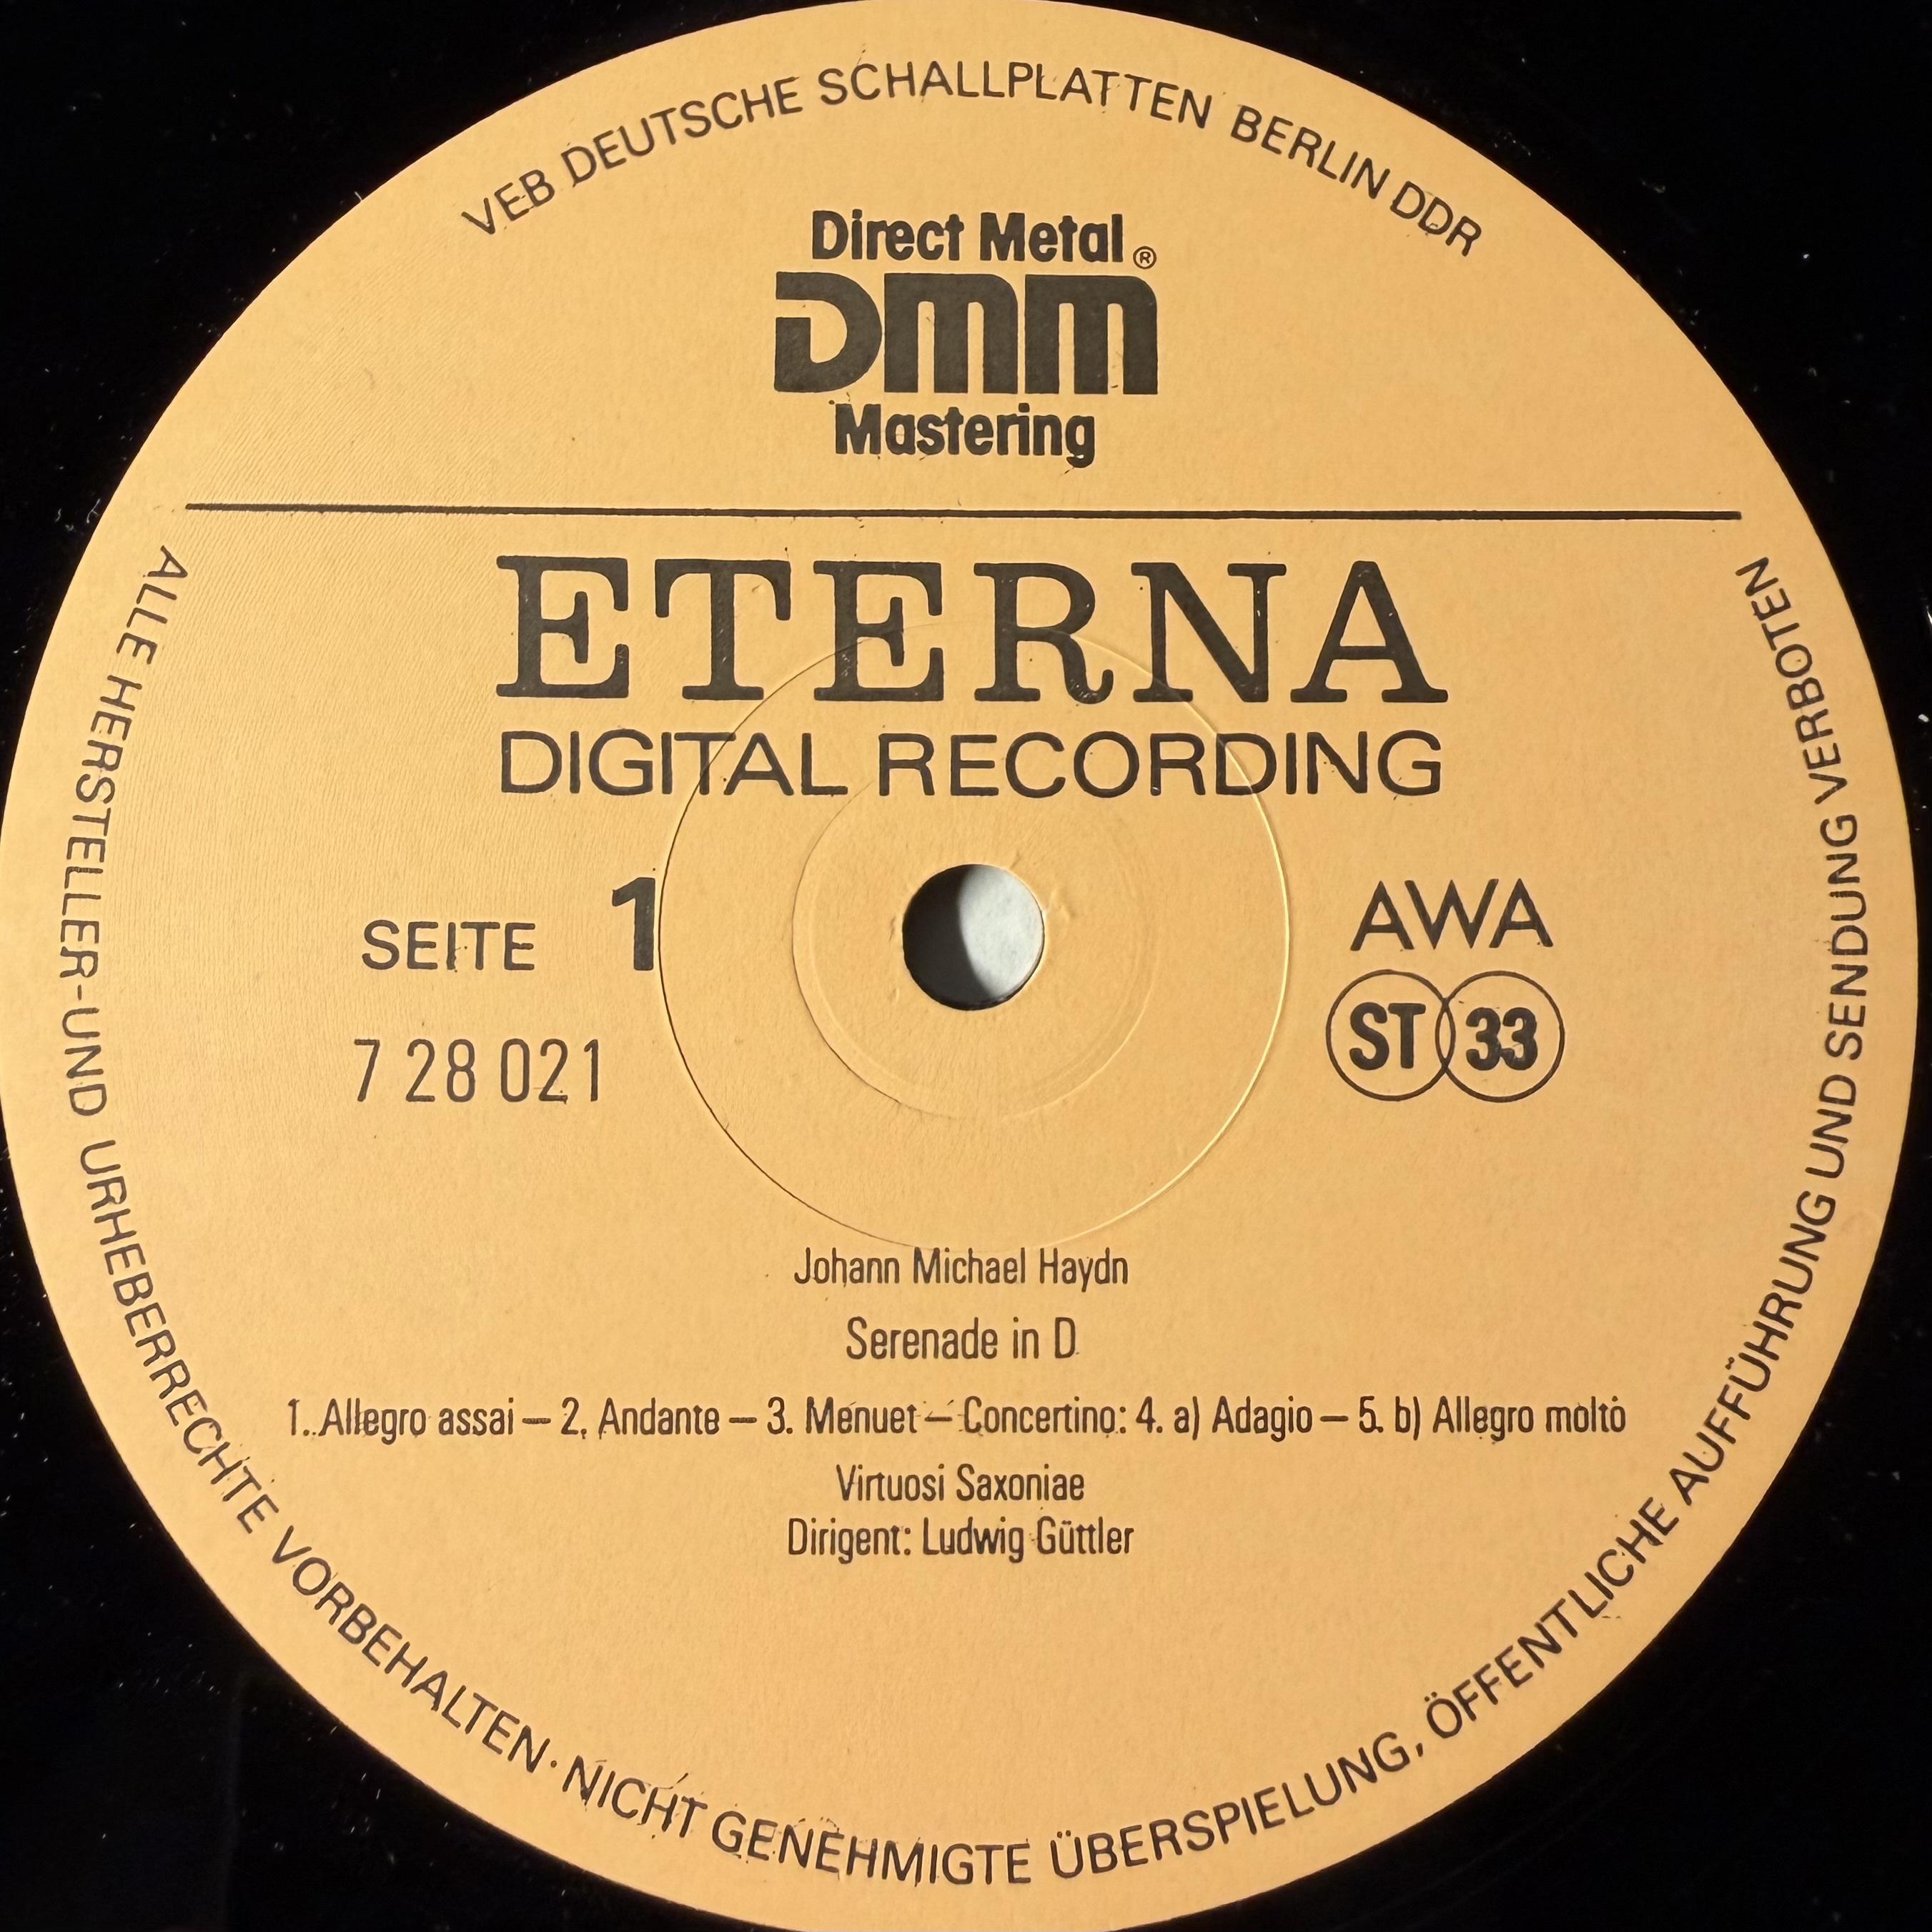 VEB DEUTSCHE SCHALLPLATTEN BERLIN DDR
Direct Metal ®
DMM
Mastering
ETERNA
DIGITAL RECORDING
SEITE 1
7 28 021
AWA
ST 33
Johann Michael Haydn
Serenade in D
1. Allegro assai – 2. Andante – 3. Menuet – Concertino: 4. a) Adagio – 5. b) Allegro molto
Virtuosi Saxoniae
Dirigent: Ludwig Güttler
ALLE HERSTELLER-UND URHEBERRECHTE VORBEHALTEN · NICHT GENEHMIGTE ÜBERSPIELUNG, ÖFFENTLICHE AUFFÜHRUNG UND SENDUNG VERBOTEN